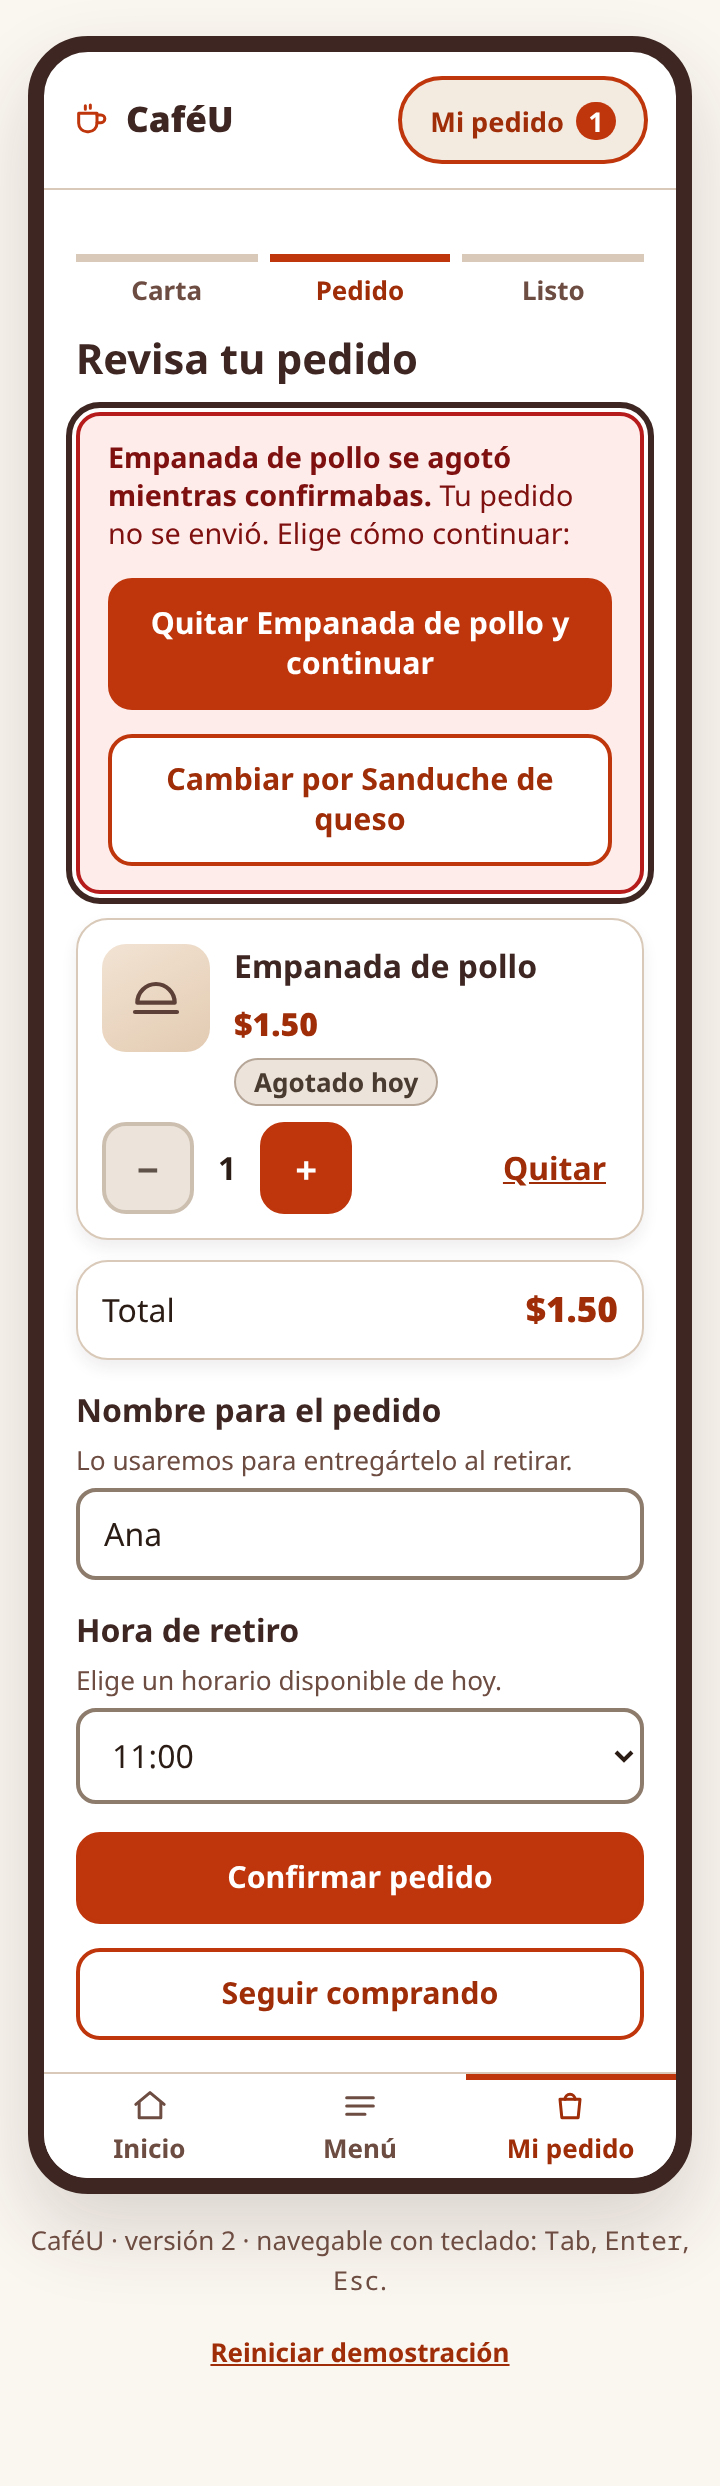 CaféU
Mi pedido 1
Carta
Pedido
Listo
Revisa tu pedido
Empanada de pollo se agotó
mientras confirmabas. Tu pedido
no se envió. Elige cómo continuar:
Quitar Empanada de pollo y
continuar
Cambiar por Sanduche de
queso
Empanada de pollo
$1.50
Agotado hoy
− 1 + Quitar
Total $1.50
Nombre para el pedido
Lo usaremos para entregártelo al retirar.
Ana
Hora de retiro
Elige un horario disponible de hoy.
11:00
Confirmar pedido
Seguir comprando
Inicio
Menú
Mi pedido
CaféU · versión 2 · navegable con teclado: Tab, Enter,
Esc.
Reiniciar demostración